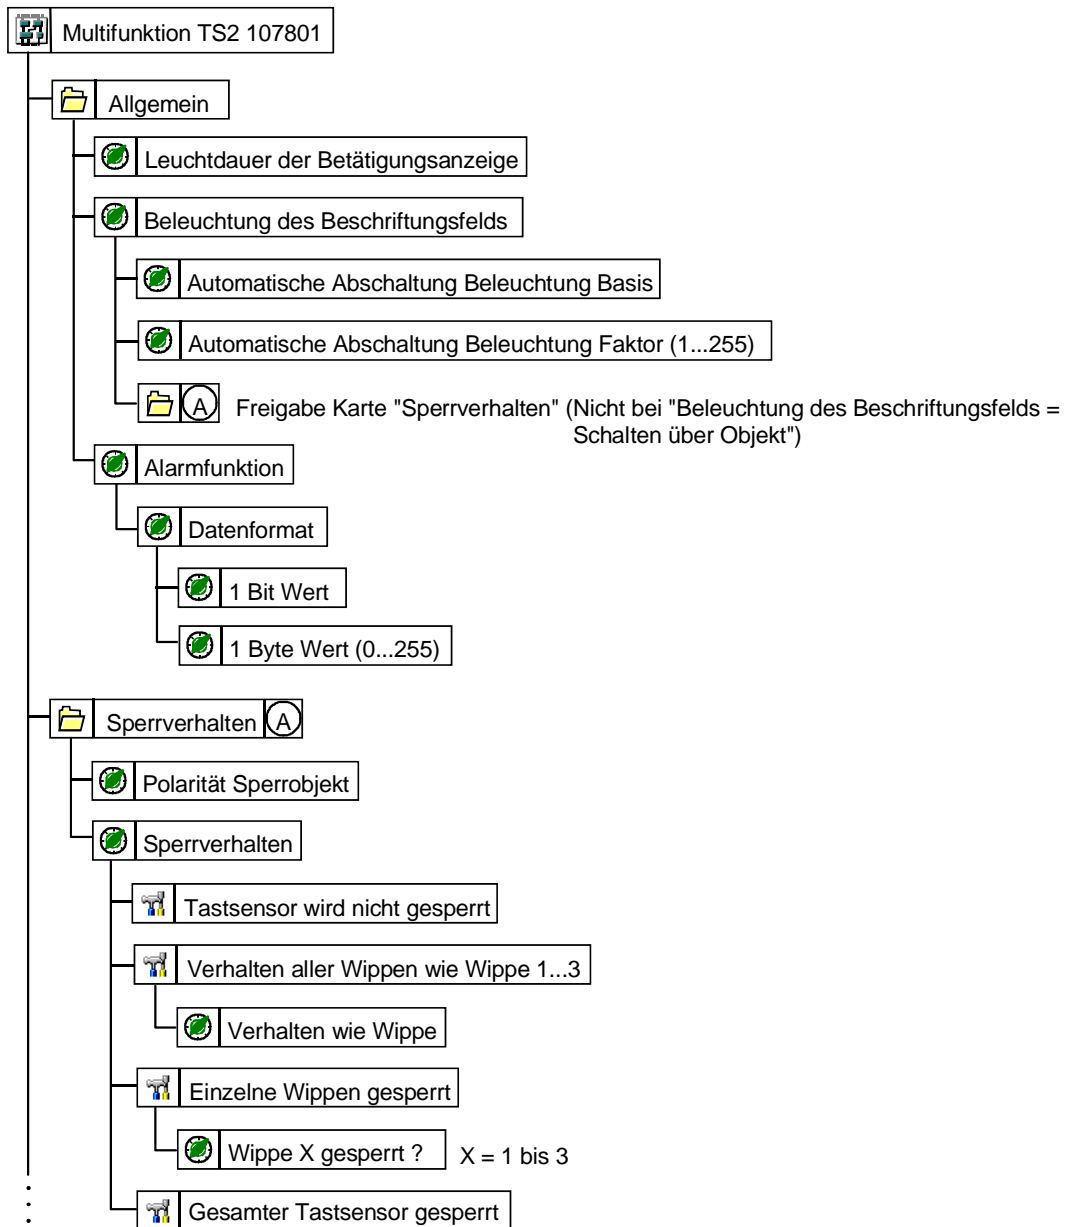 Multifunktion TS2 107801
Allgemein
Leuchtdauer der Betätigungsanzeige
Beleuchtung des Beschriftungsfelds
Automatische Abschaltung Beleuchtung Basis
Automatische Abschaltung Beleuchtung Faktor (1...255)
A Freigabe Karte "Sperrverhalten" (Nicht bei "Beleuchtung des Beschriftungsfelds =
Schalten über Objekt")
Alarmfunktion
Datenformat
1 Bit Wert
1 Byte Wert (0...255)
Sperrverhalten A
Polarität Sperrobjekt
Sperrverhalten
Tastsensor wird nicht gesperrt
Verhalten aller Wippen wie Wippe 1...3
Verhalten wie Wippe
Einzelne Wippen gesperrt
Wippe X gesperrt ? X = 1 bis 3
Gesamter Tastsensor gesperrt